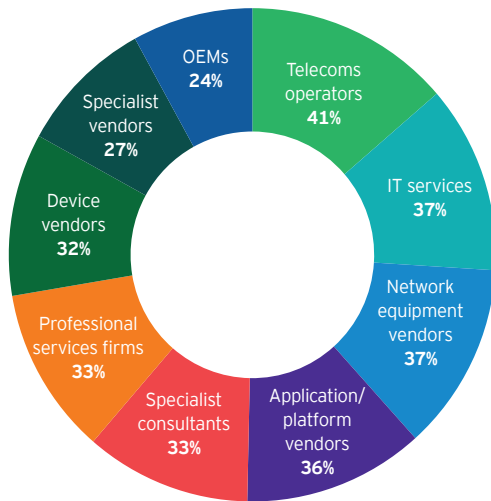 OEMs
24%
Telecoms
operators
41%
IT services
37%
Network
equipment
vendors
37%
Application/
platform
vendors
36%
Specialist
consultants
33%
Professional
services firms
33%
Device
vendors
32%
Specialist
vendors
27%